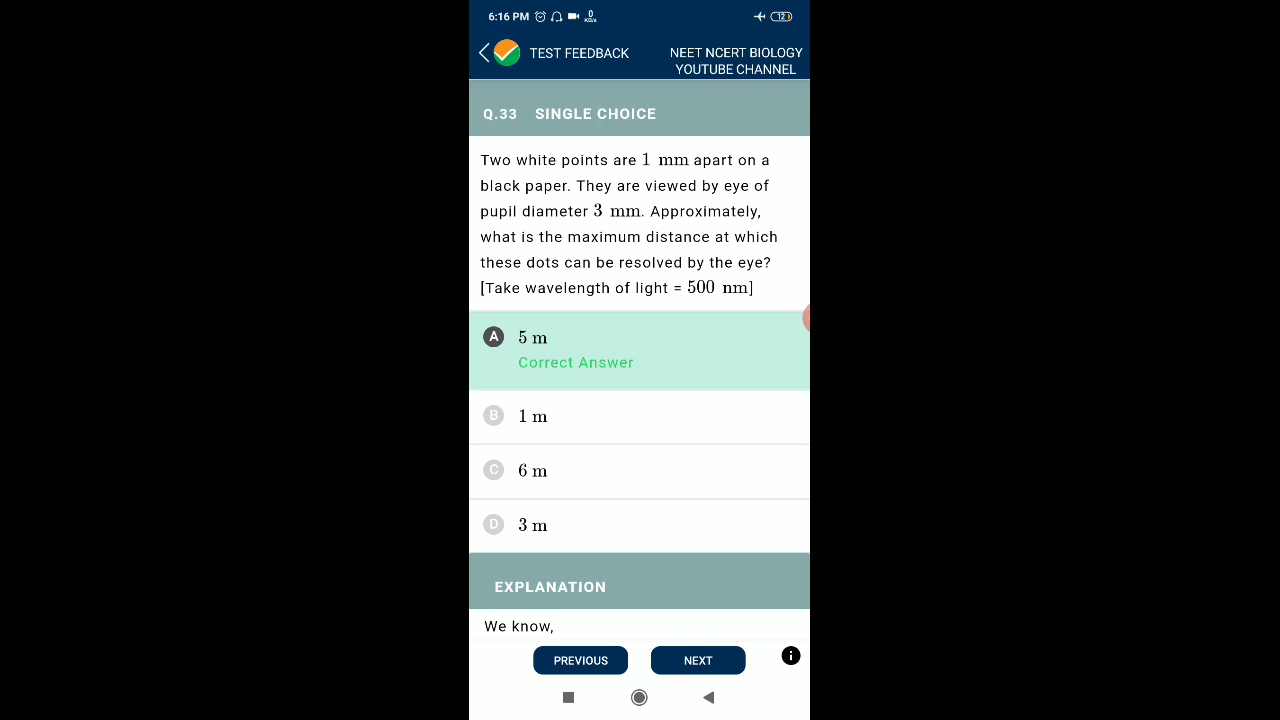 6:16 PM 0 KB/s 12
TEST FEEDBACK
NEET NCERT BIOLOGY
YOUTUBE CHANNEL
Q.33 SINGLE CHOICE
Two white points are 1 mm apart on a
black paper. They are viewed by eye of
pupil diameter 3 mm. Approximately,
what is the maximum distance at which
these dots can be resolved by the eye?
[Take wavelength of light = 500 nm]
A 5 m
Correct Answer
B 1 m
C 6 m
D 3 m
EXPLANATION
We know,
PREVIOUS NEXT i